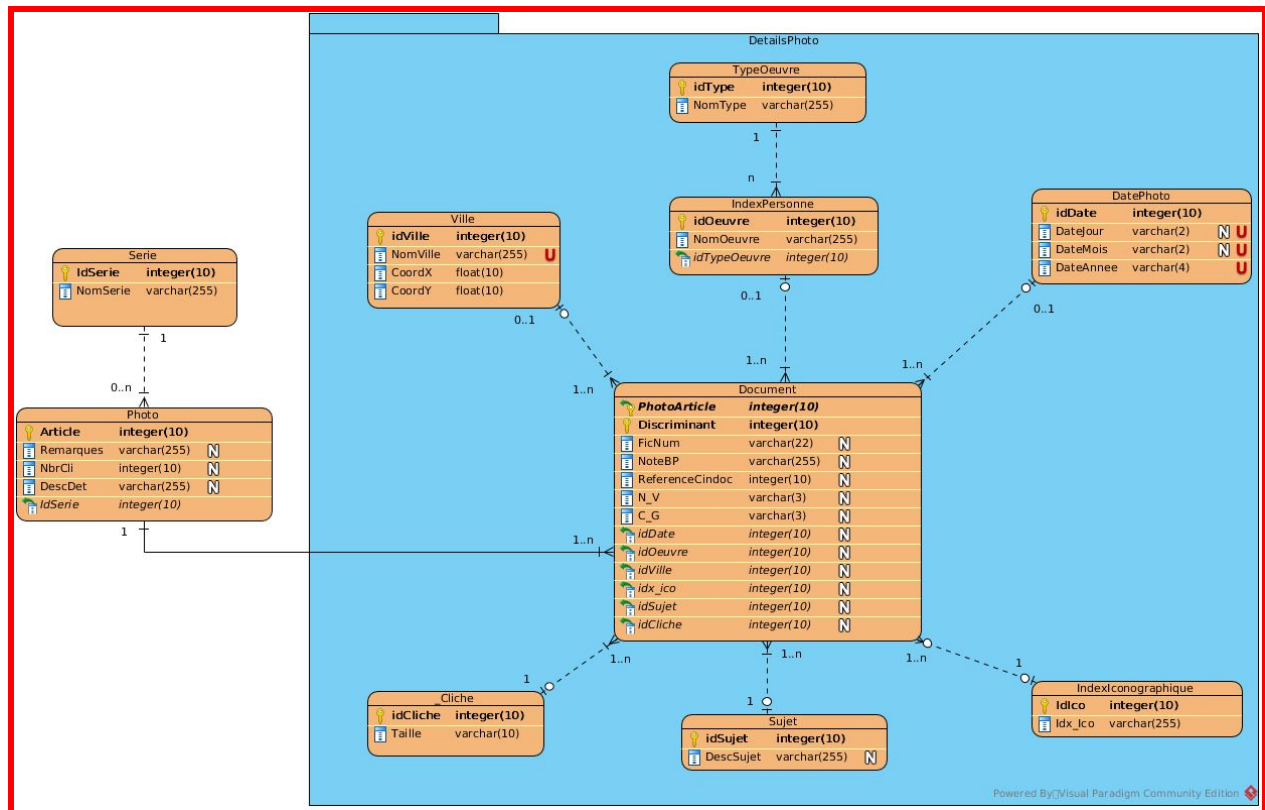 DetailsPhoto
TypeOeuvre
idType integer(10)
NomType varchar(255)
1
n
IndexPersonne
idOeuvre integer(10)
NomOeuvre varchar(255)
idTypeOeuvre integer(10)
0..1
1..n
DatePhoto
idDate integer(10)
DateJour varchar(2) N U
DateMois varchar(2) N U
DateAnnee varchar(4) U
0..1
1..n
Ville
idVille integer(10)
NomVille varchar(255) U
CoordX float(10)
CoordY float(10)
0..1
1..n
Serie
IdSerie integer(10)
NomSerie varchar(255)
1
0..n
Photo
Article integer(10)
Remarques varchar(255) N
NbrCli integer(10) N
DescDet varchar(255) N
IdSerie integer(10)
1
1..n
Document
PhotoArticle integer(10)
Discriminant integer(10)
FicNum varchar(22) N
NoteBP varchar(255) N
ReferenceCindoc integer(10) N
N_V varchar(3) N
C_G varchar(3) N
idDate integer(10) N
idOeuvre integer(10) N
idVille integer(10) N
idx_ico integer(10) N
idSujet integer(10) N
idCliche integer(10) N
1..n
1
_Cliche
idCliche integer(10)
Taille varchar(10)
1..n
1
Sujet
idSujet integer(10)
DescSujet varchar(255) N
1..n
1
IndexIconographique
IdIco integer(10)
Idx_Ico varchar(255)
Powered By Visual Paradigm Community Edition